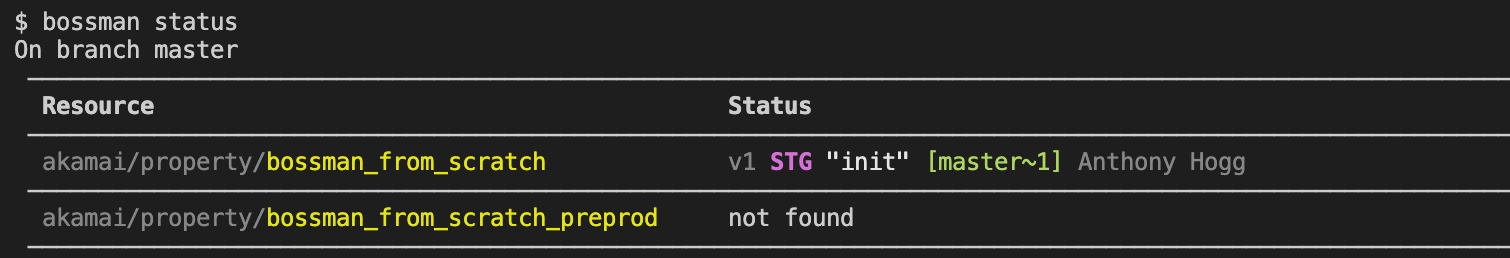 $ bossman status
On branch master
Resource Status
akamai/property/bossman_from_scratch v1 STG "init" [master~1] Anthony Hogg
akamai/property/bossman_from_scratch_preprod not found